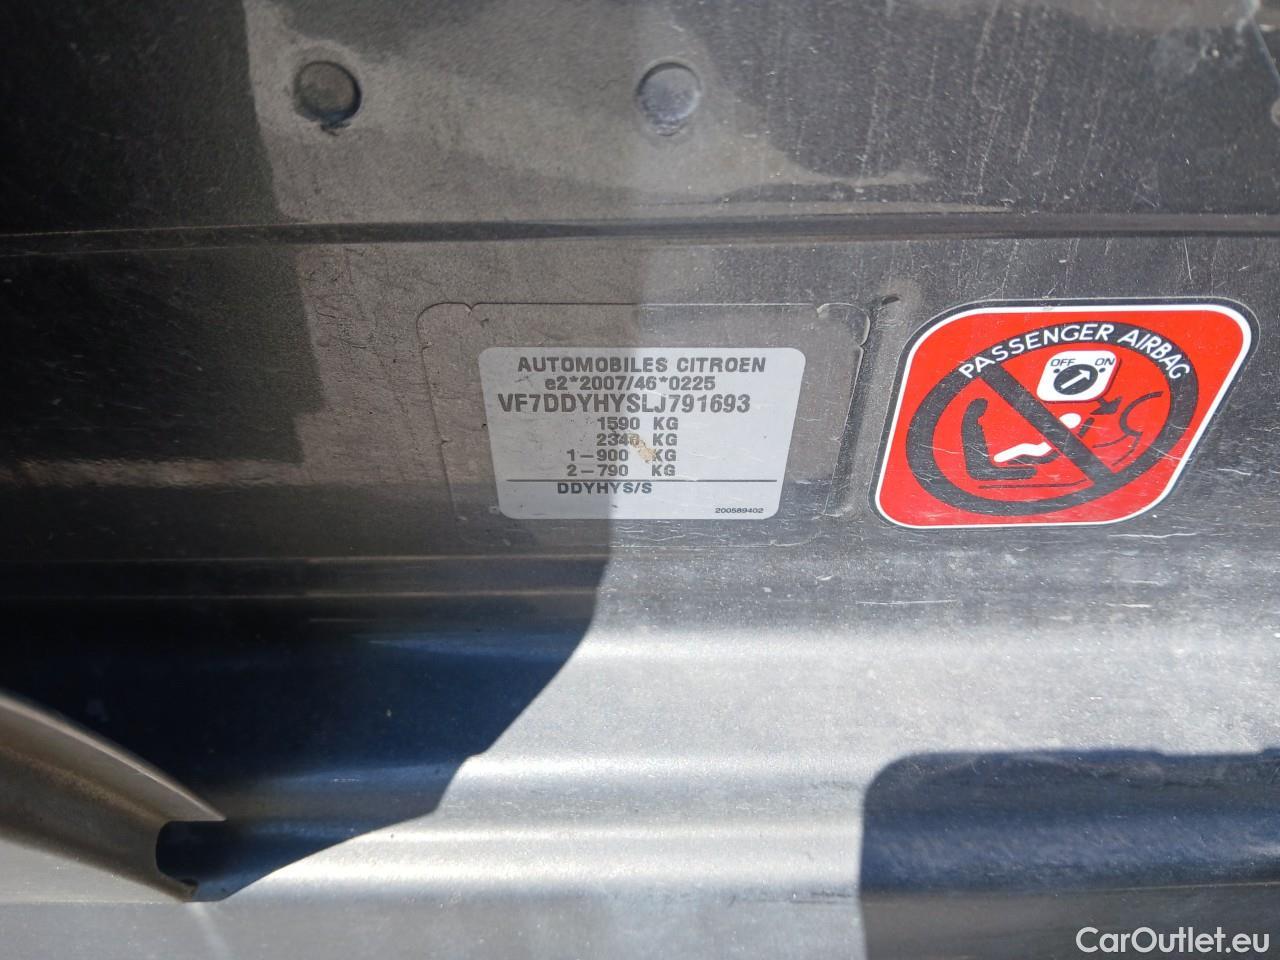 AUTOMOBILES CITROEN
e2*2007/46*0225
VF7DDYHYSLJ791693
1590 KG
2340 KG
1-900 KG
2-790 KG
DDYHYS/S
200589402
PASSENGER AIRBAG
OFF ON
CarOutlet.eu